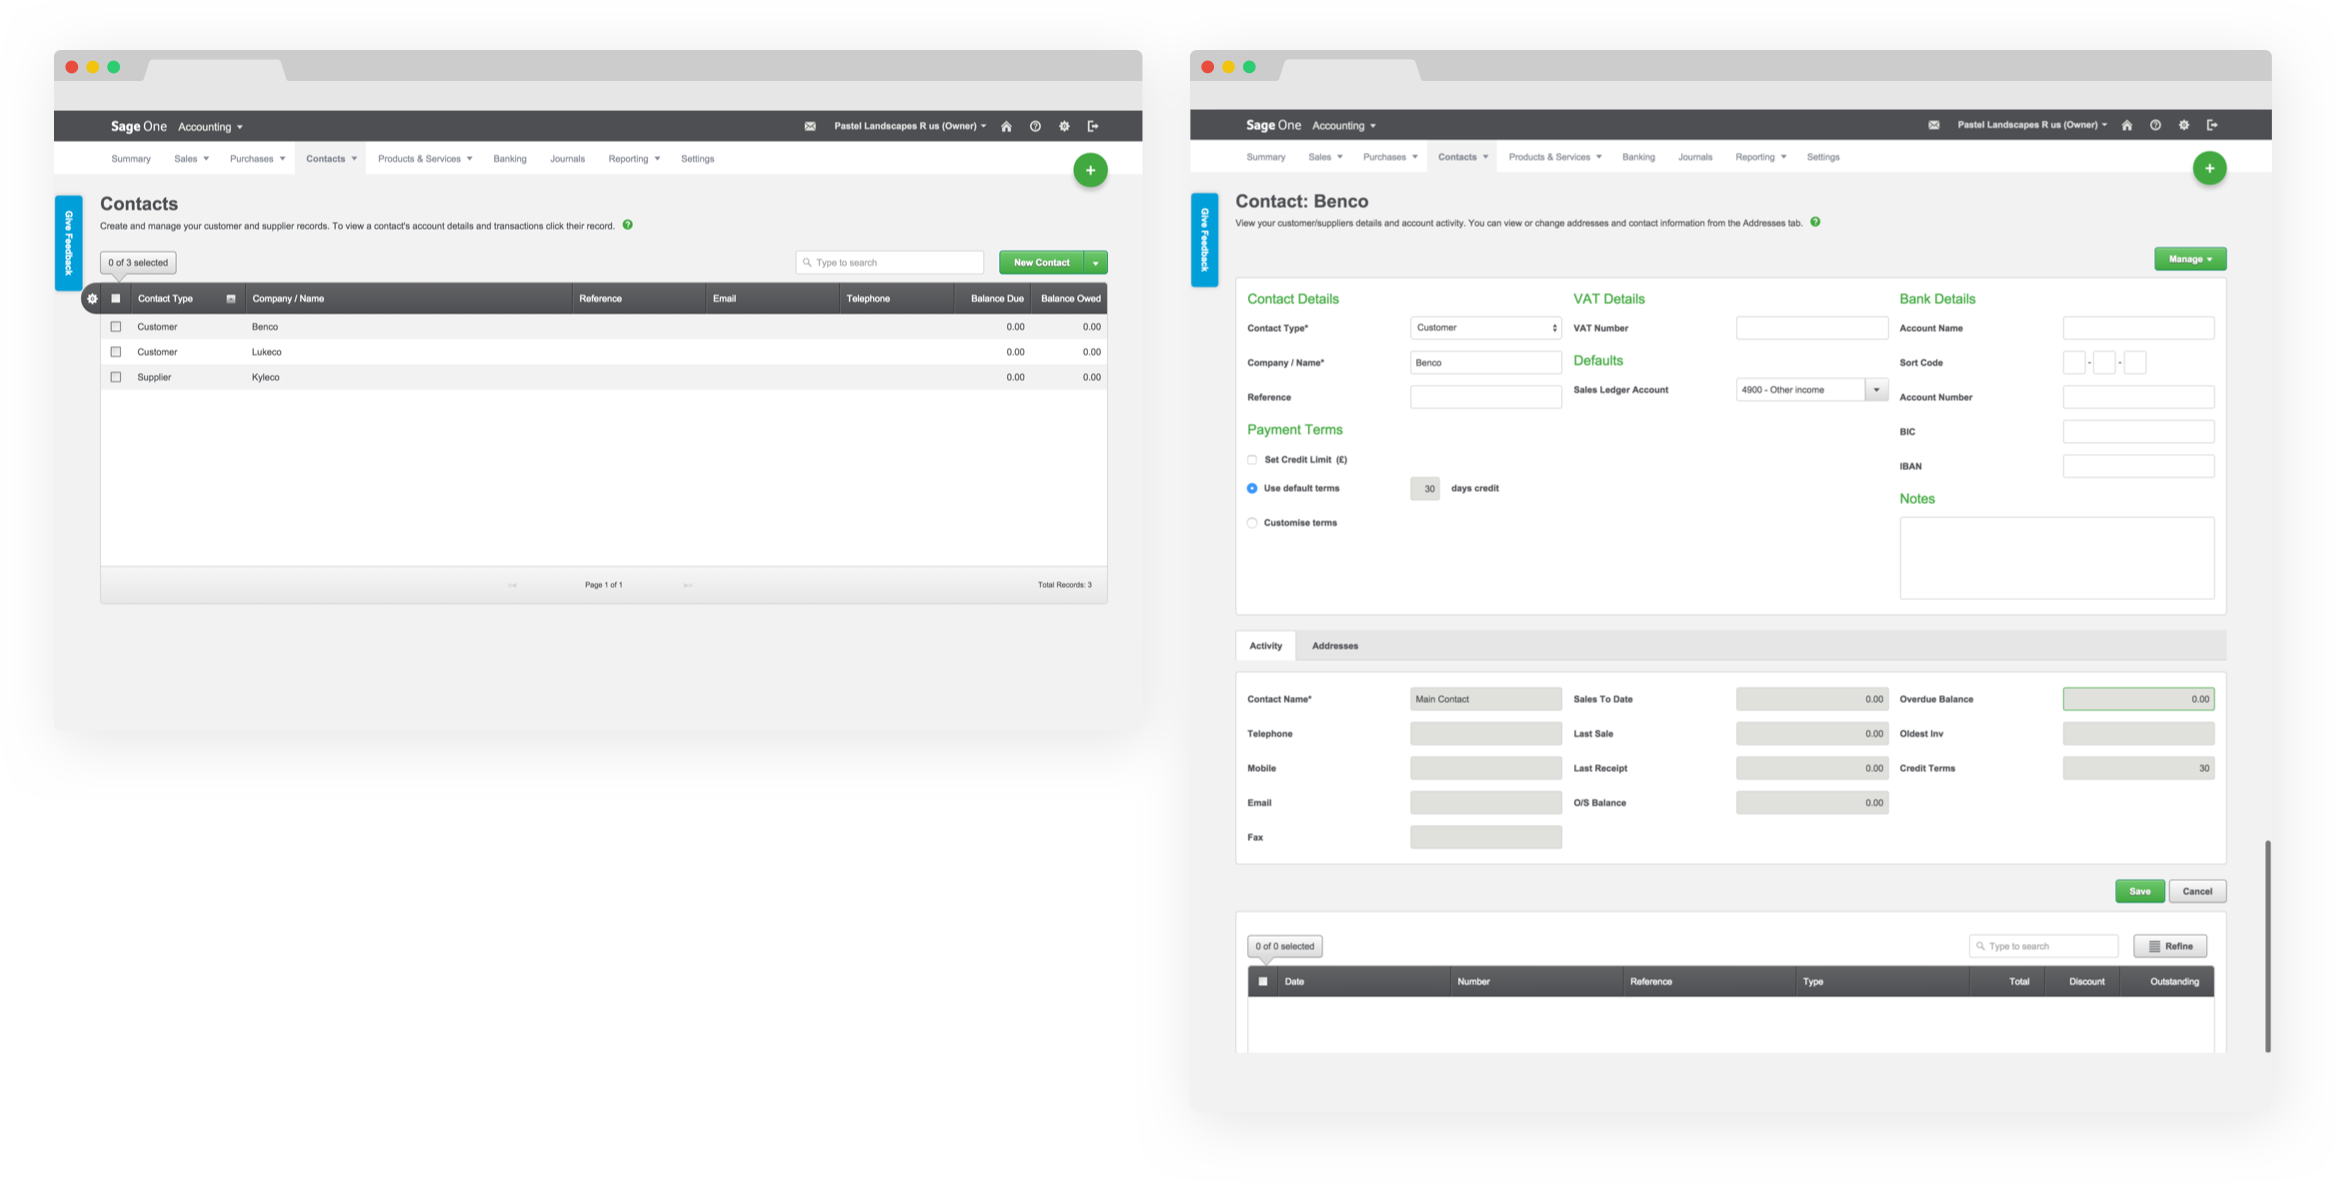 Sage One Accounting Pastel Landscapes R us (Owner)
Summary Sales Purchases Contacts Products & Services Banking Journals Reporting Settings
Give Feedback
Contacts
Create and manage your customer and supplier records. To view a contact's account details and transactions click their record.
0 of 3 selected Type to search New Contact
Contact Type Company / Name Reference Email Telephone Balance Due Balance Owed
Customer Benco 0.00 0.00
Customer Lukeco 0.00 0.00
Supplier Kyleco 0.00 0.00
Page 1 of 1 Total Records: 3
Sage One Accounting Pastel Landscapes R us (Owner)
Summary Sales Purchases Contacts Products & Services Banking Journals Reporting Settings
Give Feedback
Contact: Benco
View your customer/suppliers details and account activity. You can view or change addresses and contact information from the Addresses tab.
Manage
Contact Details VAT Details Bank Details
Contact Type* Customer VAT Number Account Name
Company / Name* Benco Defaults Sort Code - -
Reference Sales Ledger Account 4900 - Other income Account Number
Payment Terms BIC
Set Credit Limit (£) IBAN
Use default terms 30 days credit Notes
Customise terms
Activity Addresses
Contact Name* Main Contact Sales To Date 0.00 Overdue Balance 0.00
Telephone Last Sale 0.00 Oldest Inv
Mobile Last Receipt 0.00 Credit Terms 30
Email O/S Balance 0.00
Fax
Save Cancel
0 of 0 selected Type to search Refine
Date Number Reference Type Total Discount Outstanding